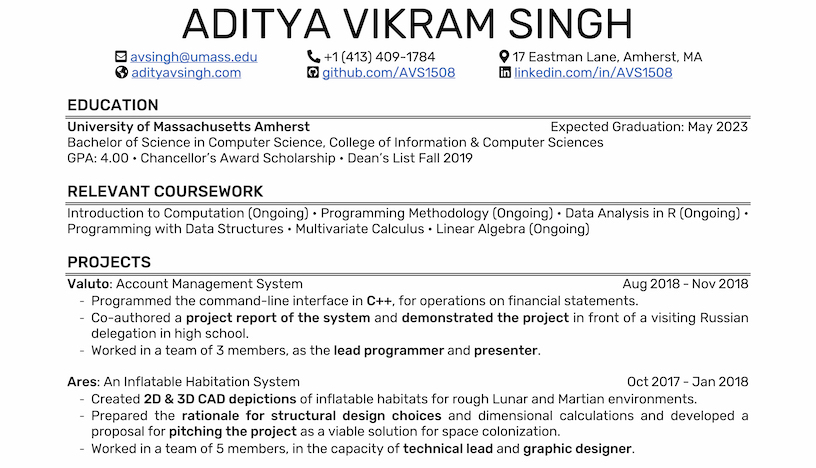 ADITYA VIKRAM SINGH
avsingh@umass.edu +1 (413) 409-1784 17 Eastman Lane, Amherst, MA
adityavsingh.com github.com/AVS1508 linkedin.com/in/AVS1508
EDUCATION
University of Massachusetts Amherst Expected Graduation: May 2023
Bachelor of Science in Computer Science, College of Information & Computer Sciences
GPA: 4.00 • Chancellor's Award Scholarship • Dean's List Fall 2019
RELEVANT COURSEWORK
Introduction to Computation (Ongoing) • Programming Methodology (Ongoing) • Data Analysis in R (Ongoing) •
Programming with Data Structures • Multivariate Calculus • Linear Algebra (Ongoing)
PROJECTS
Valuto: Account Management System Aug 2018 - Nov 2018
- Programmed the command-line interface in C++, for operations on financial statements.
- Co-authored a project report of the system and demonstrated the project in front of a visiting Russian
delegation in high school.
- Worked in a team of 3 members, as the lead programmer and presenter.
Ares: An Inflatable Habitation System Oct 2017 - Jan 2018
- Created 2D & 3D CAD depictions of inflatable habitats for rough Lunar and Martian environments.
- Prepared the rationale for structural design choices and dimensional calculations and developed a
proposal for pitching the project as a viable solution for space colonization.
- Worked in a team of 5 members, in the capacity of technical lead and graphic designer.